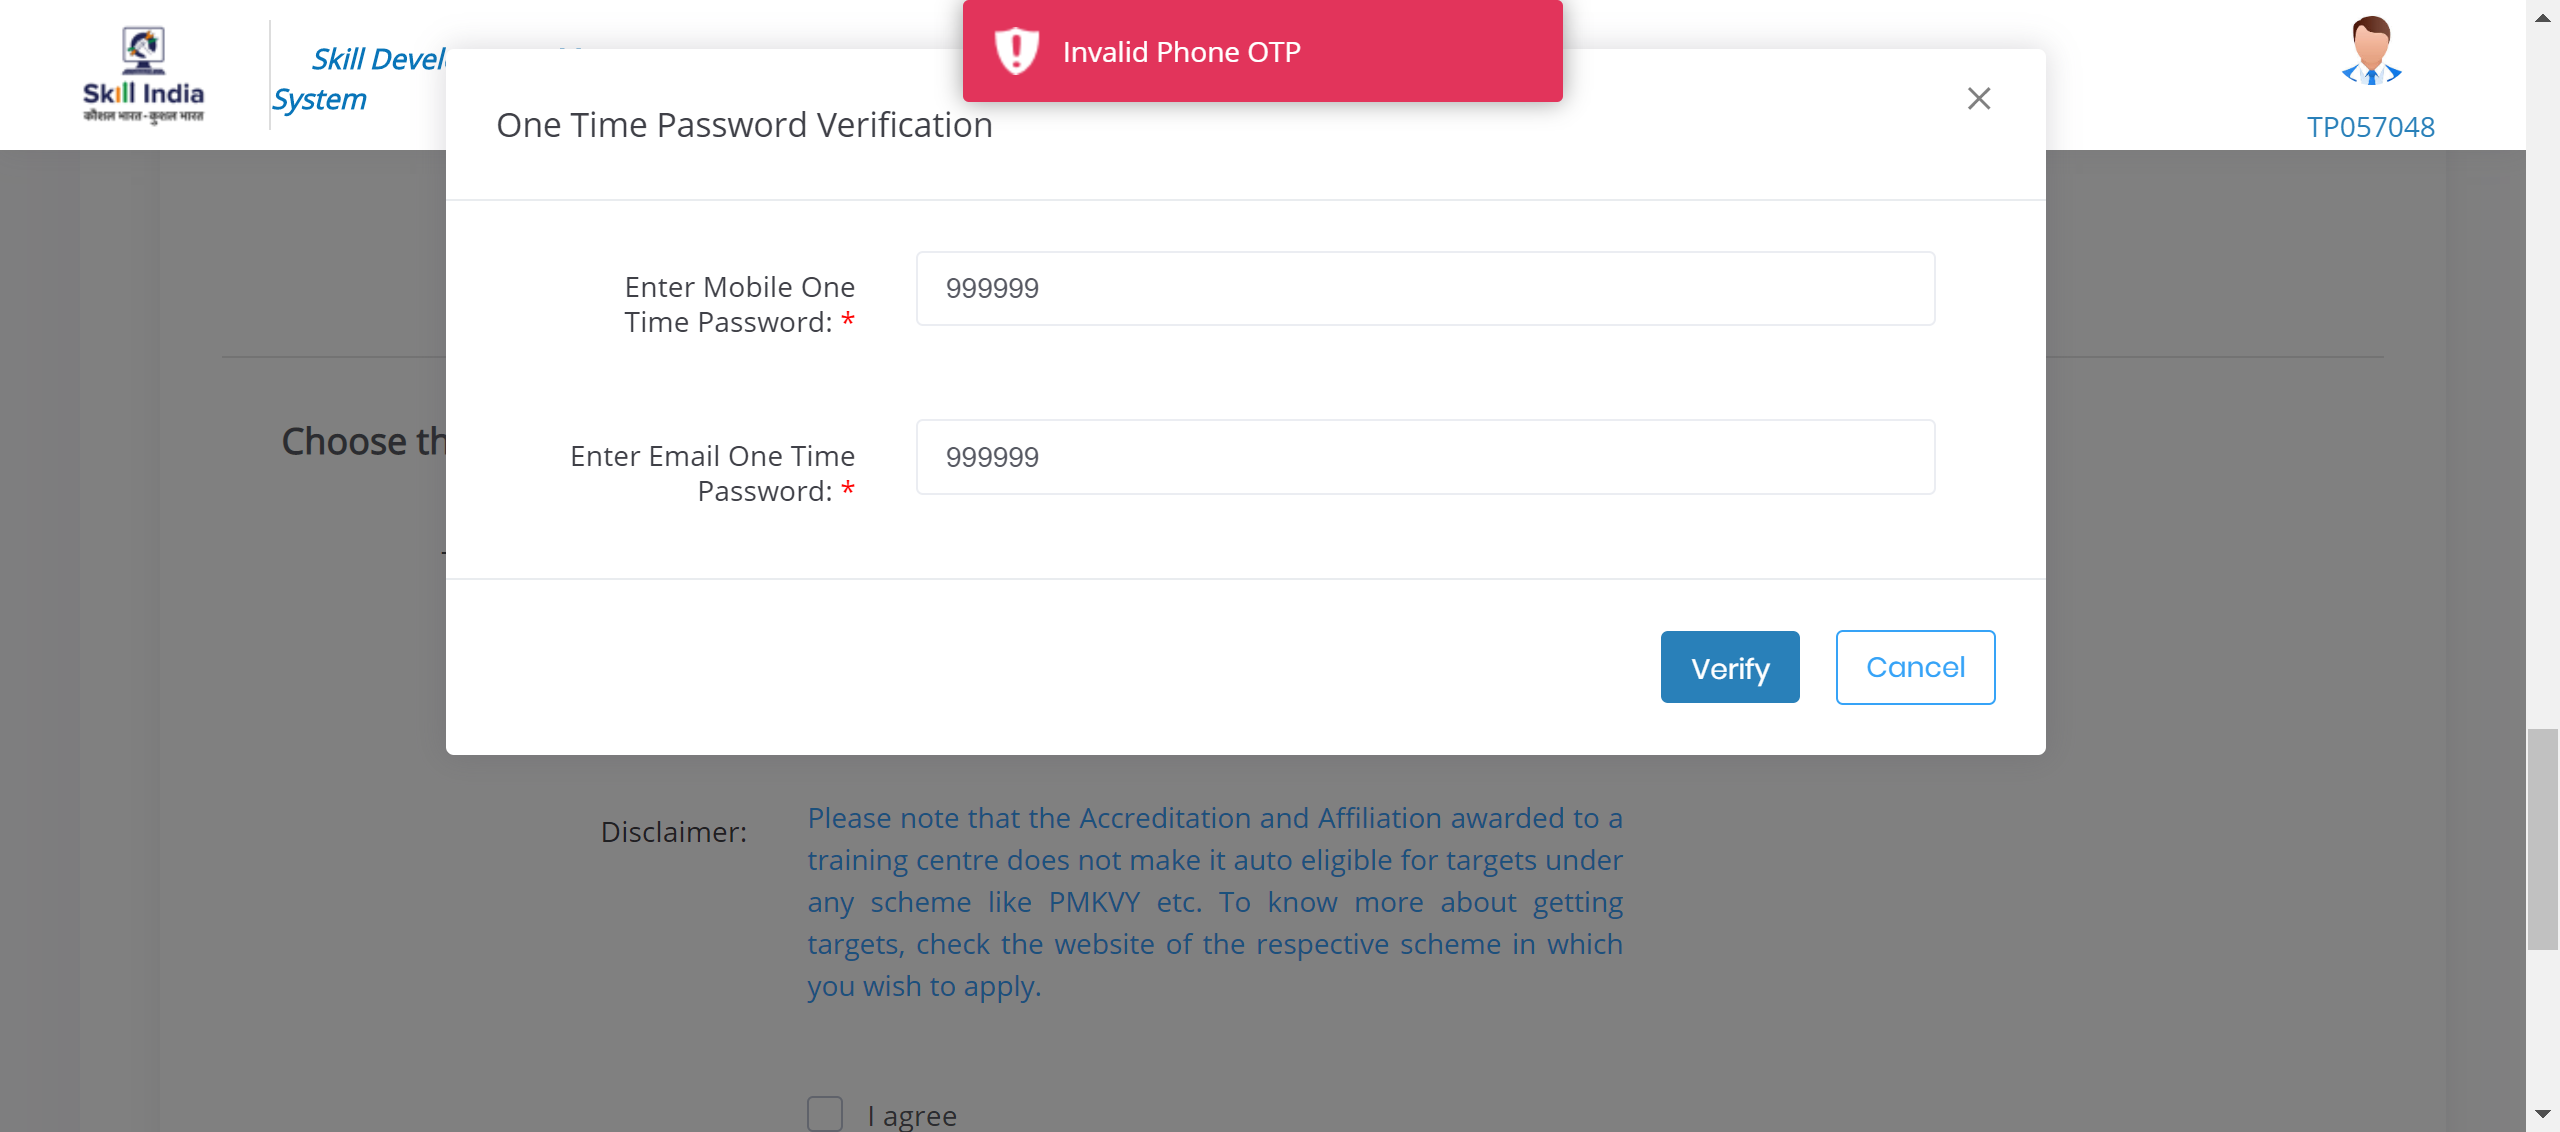 Invalid Phone OTP
Skill India
कौशल भारत - कुशल भारत
Skill Devel
System
TP057048
One Time Password Verification
Enter Mobile One
Time Password: *
999999
Enter Email One Time
Password: *
999999
Choose th
Verify
Cancel
Disclaimer:
Please note that the Accreditation and Affiliation awarded to a
training centre does not make it auto eligible for targets under
any scheme like PMKVY etc. To know more about getting
targets, check the website of the respective scheme in which
you wish to apply.
I agree